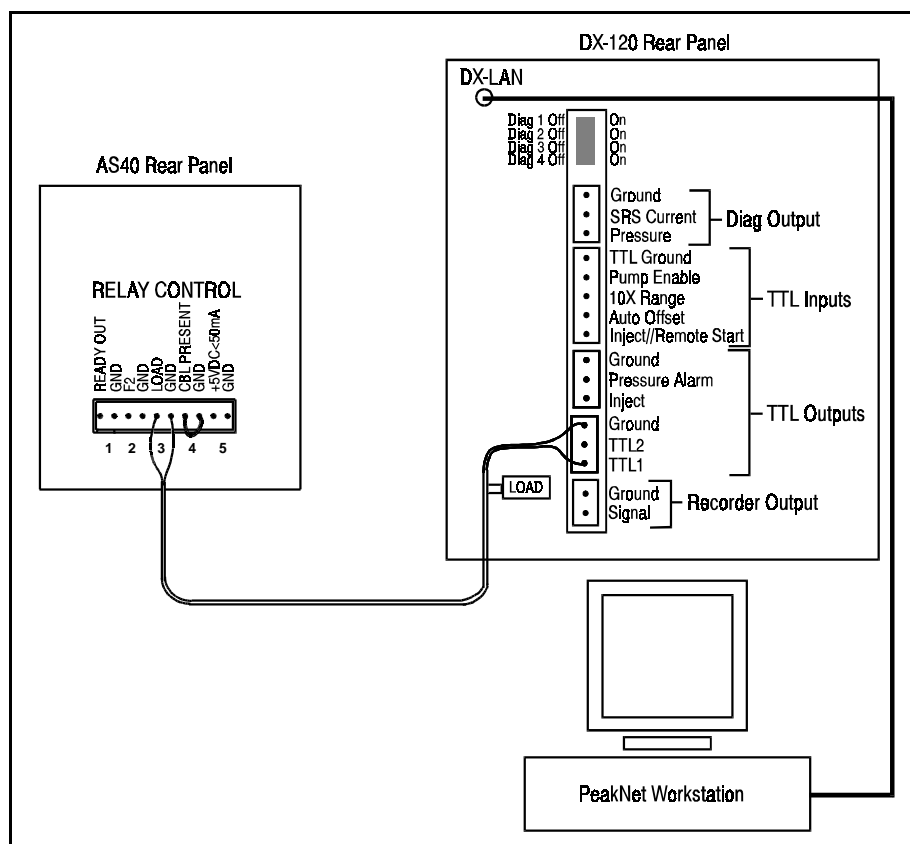 DX-120 Rear Panel
DX-LAN
Diag 1 Off On
Diag 2 Off On
Diag 3 Off On
Diag 4 Off On
Ground
SRS Current
Pressure
Diag Output
TTL Ground
Pump Enable
10X Range
Auto Offset
Inject//Remote Start
TTL Inputs
Ground
Pressure Alarm
Inject
Ground
TTL2
TTL1
TTL Outputs
Ground
Signal
Recorder Output
AS40 Rear Panel
RELAY CONTROL
READY OUT
GND
F2
GND
LOAD
GND
CBL PRESENT
GND
+5VDC<50mA
GND
1 2 3 4 5
LOAD
PeakNet Workstation